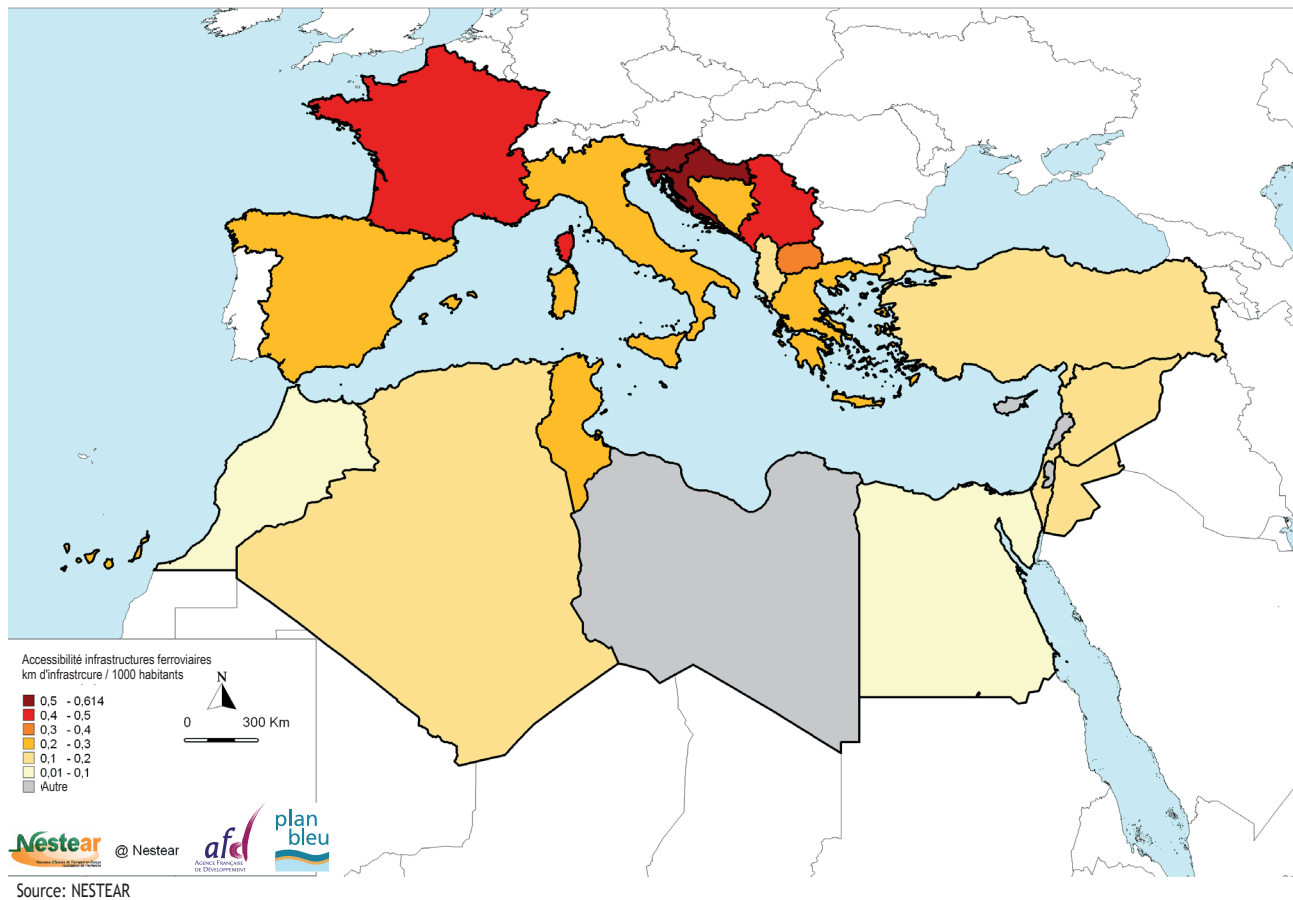 Accessibilité infrastructures ferroviaires
km d'infrastrcure / 1000 habitants
N
0,5 - 0,614
0,4 - 0,5
0,3 - 0,4
0,2 - 0,3
0,1 - 0,2
0,01 - 0,1
Autre
0 300 Km
Nestear
@ Nestear
afd
AGENCE FRANÇAISE
DE DÉVELOPPEMENT
plan
bleu
Source: NESTEAR